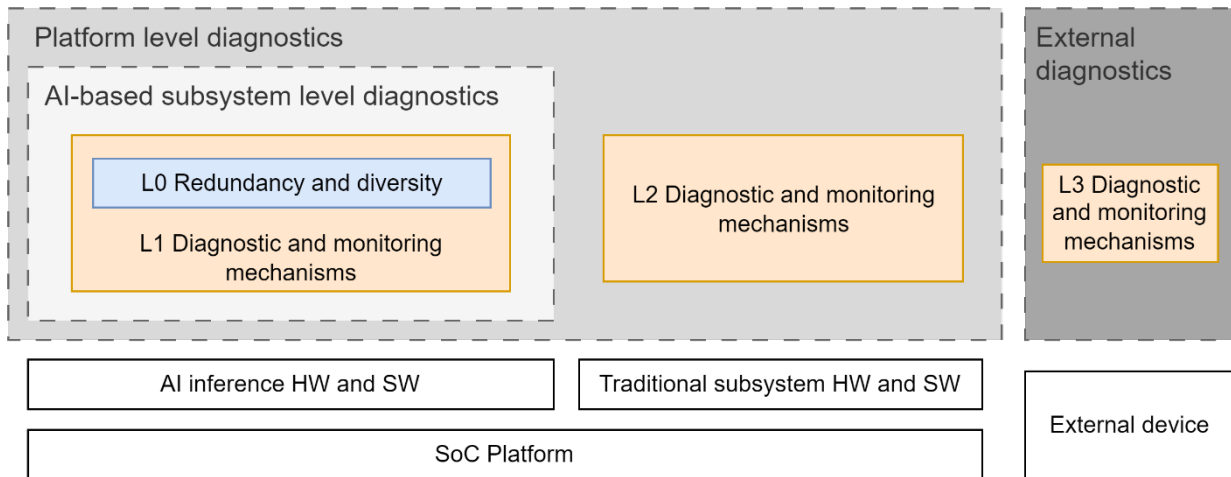 Platform level diagnostics
AI-based subsystem level diagnostics
L0 Redundancy and diversity
L1 Diagnostic and monitoring
mechanisms
L2 Diagnostic and monitoring
mechanisms
External
diagnostics
L3 Diagnostic
and monitoring
mechanisms
AI inference HW and SW
Traditional subsystem HW and SW
SoC Platform
External device